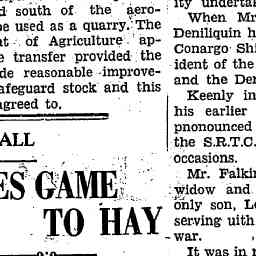 d south of the aero-
be used as a quarry. The
t of Agriculture ap-
e transfer provided the
de reasonable improve-
afeguard stock and this
agreed to.
ALL
ES GAME
TO HAY
ity undertak
When Mr
Deniliquin h
Conargo Shi
ident of the
and the Den
Keenly in
his earlier
pnonounced
the S.R.T.C.
occasions.
Mr. Falkin
widow and
only son, Le
serving uith
war.
It was in r